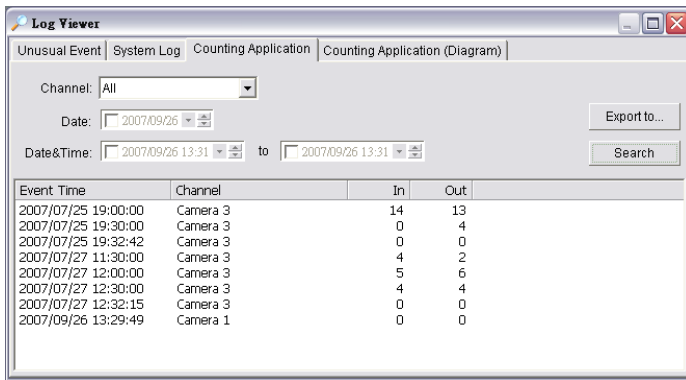 Log Viewer
Unusual Event System Log Counting Application Counting Application (Diagram)
Channel: All
Date: 2007/09/26
Export to...
Date&Time: 2007/09/26 13:31 to 2007/09/26 13:31
Search
Event Time Channel In Out
2007/07/25 19:00:00 Camera 3 14 13
2007/07/25 19:30:00 Camera 3 0 4
2007/07/25 19:32:42 Camera 3 0 0
2007/07/27 11:30:00 Camera 3 4 2
2007/07/27 12:00:00 Camera 3 5 6
2007/07/27 12:30:00 Camera 3 4 4
2007/07/27 12:32:15 Camera 3 0 0
2007/09/26 13:29:49 Camera 1 0 0